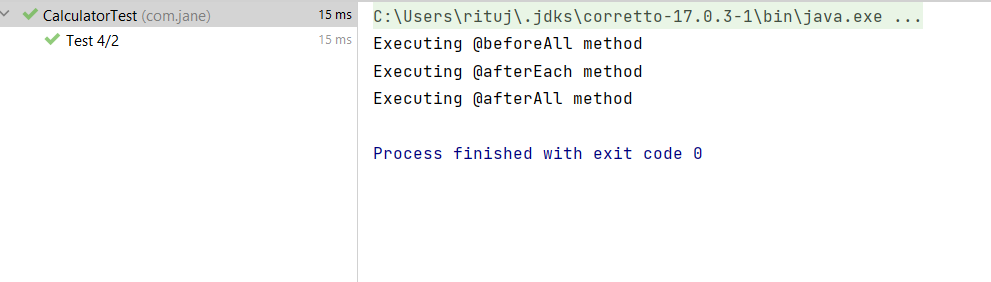 CalculatorTest (com.jane) 15 ms
Test 4/2 15 ms
C:\Users\rituj\.jdks\corretto-17.0.3-1\bin\java.exe ...
Executing @beforeAll method
Executing @afterEach method
Executing @afterAll method
Process finished with exit code 0